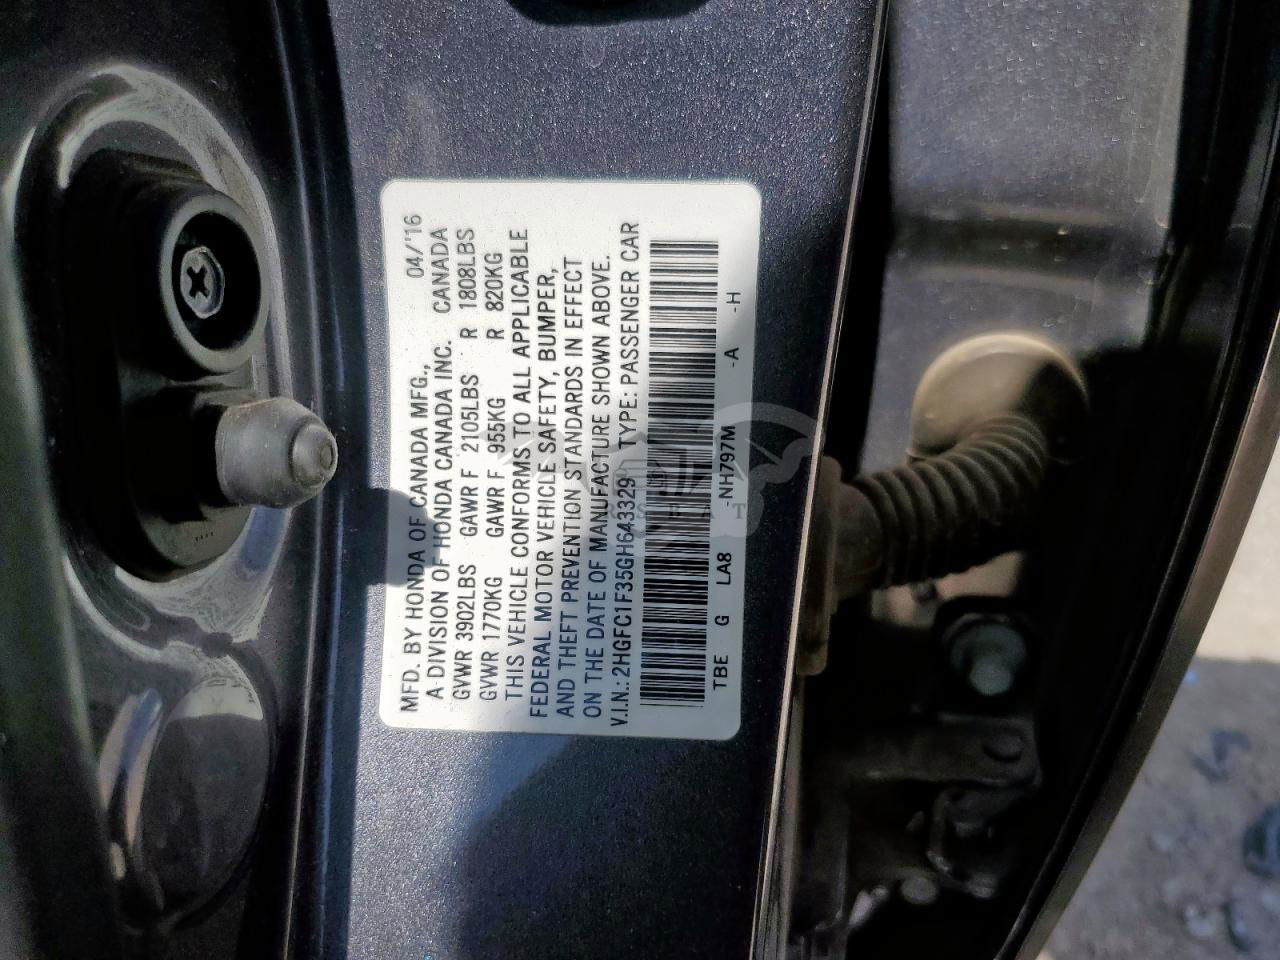 MFD. BY HONDA OF CANADA MFG., 04/'16
A DIVISION OF HONDA CANADA INC. CANADA
GVWR 3902LBS GAWR F 2105LBS R 1808LBS
GVWR 1770KG GAWR F 955KG R 820KG
THIS VEHICLE CONFORMS TO ALL APPLICABLE
FEDERAL MOTOR VEHICLE SAFETY, BUMPER,
AND THEFT PREVENTION STANDARDS IN EFFECT
ON THE DATE OF MANUFACTURE SHOWN ABOVE.
V.I.N.: 2HGFC1F35GH643329 TYPE: PASSENGER CAR
TBE G LA8 -NH797M -A -H